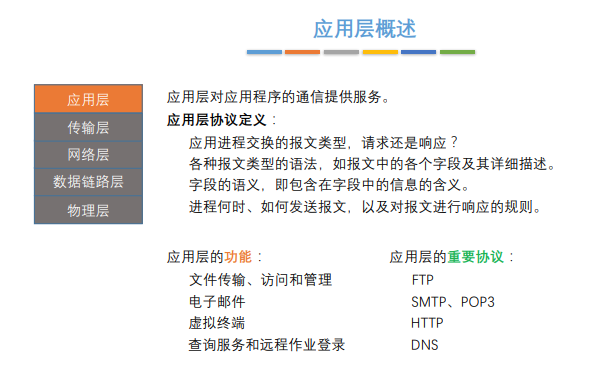 应用层概述
应用层
传输层
网络层
数据链路层
物理层
应用层对应用程序的通信提供服务。
应用层协议定义：
应用进程交换的报文类型，请求还是响应？
各种报文类型的语法，如报文中的各个字段及其详细描述。
字段的语义，即包含在字段中的信息的含义。
进程何时、如何发送报文，以及对报文进行响应的规则。
应用层的功能：
文件传输、访问和管理
电子邮件
虚拟终端
查询服务和远程作业登录
应用层的重要协议：
FTP
SMTP、POP3
HTTP
DNS